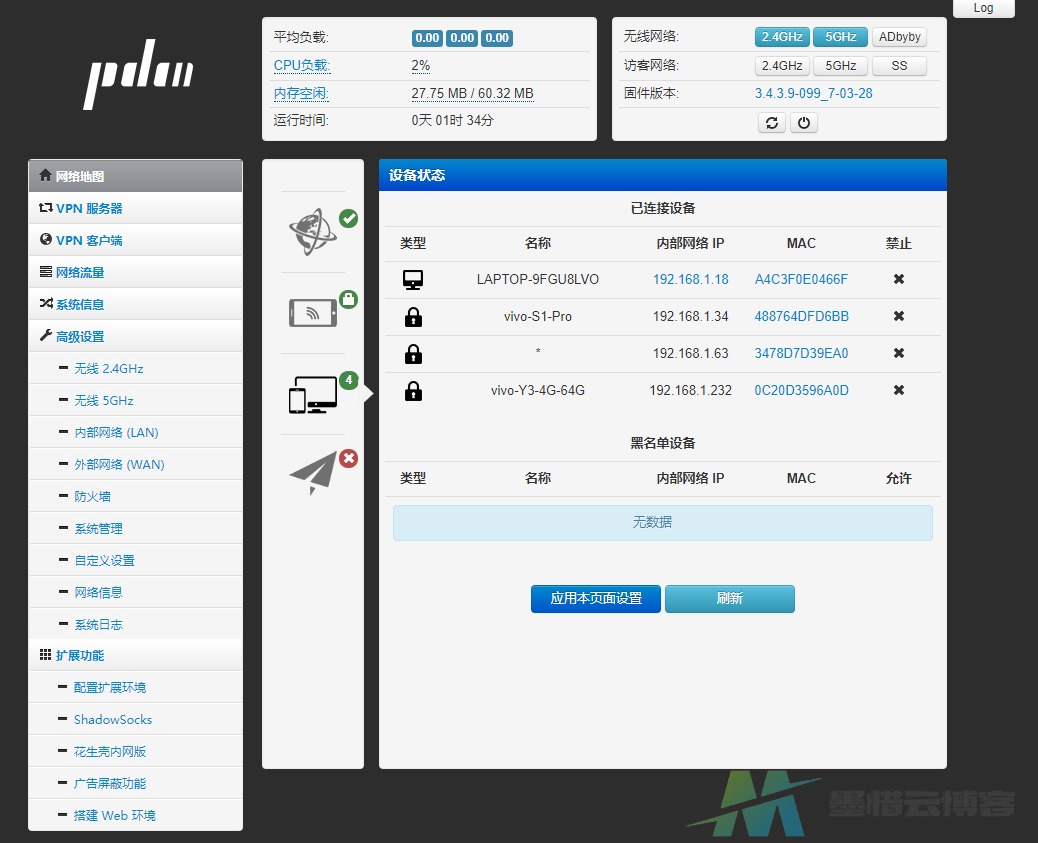 Log
pdcn
平均负载: 0.00 0.00 0.00
CPU负载: 2%
内存空闲: 27.75 MB / 60.32 MB
运行时间: 0天 01时 34分
无线网络: 2.4GHz 5GHz ADbyby
访客网络: 2.4GHz 5GHz SS
固件版本: 3.4.3.9-099_7-03-28
网络地图
VPN 服务器
VPN 客户端
网络流量
系统信息
高级设置
无线 2.4GHz
无线 5GHz
内部网络 (LAN)
外部网络 (WAN)
防火墙
系统管理
自定义设置
网络信息
系统日志
扩展功能
配置扩展环境
ShadowSocks
花生壳内网版
广告屏蔽功能
搭建 Web 环境
4
设备状态
已连接设备
类型 名称 内部网络 IP MAC 禁止
LAPTOP-9FGU8LVO 192.168.1.18 A4C3F0E0466F
vivo-S1-Pro 192.168.1.34 488764DFD6BB
* 192.168.1.63 3478D7D39EA0
vivo-Y3-4G-64G 192.168.1.232 0C20D3596A0D
黑名单设备
类型 名称 内部网络 IP MAC 允许
无数据
应用本页面设置 刷新
墨惜云博客